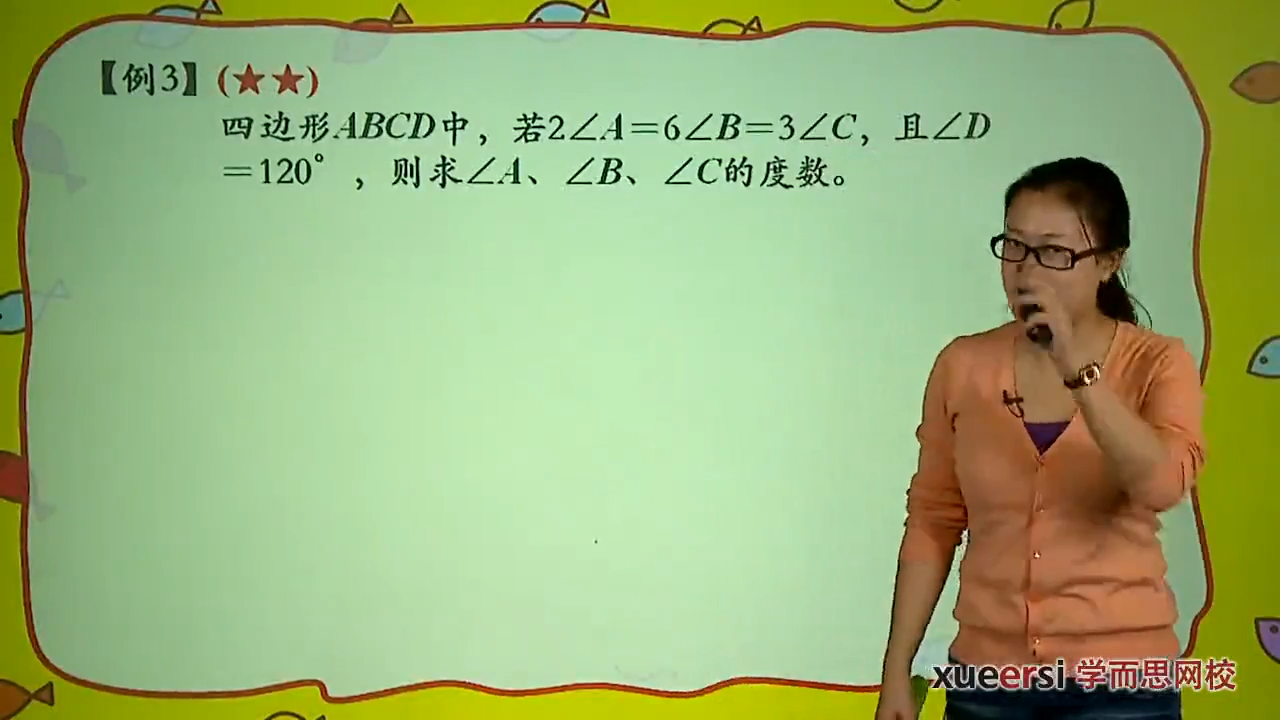 【例3】(★★)
四边形ABCD中，若2∠A=6∠B=3∠C，且∠D
=120°，则求∠A、∠B、∠C的度数。
xueersi 学而思网校